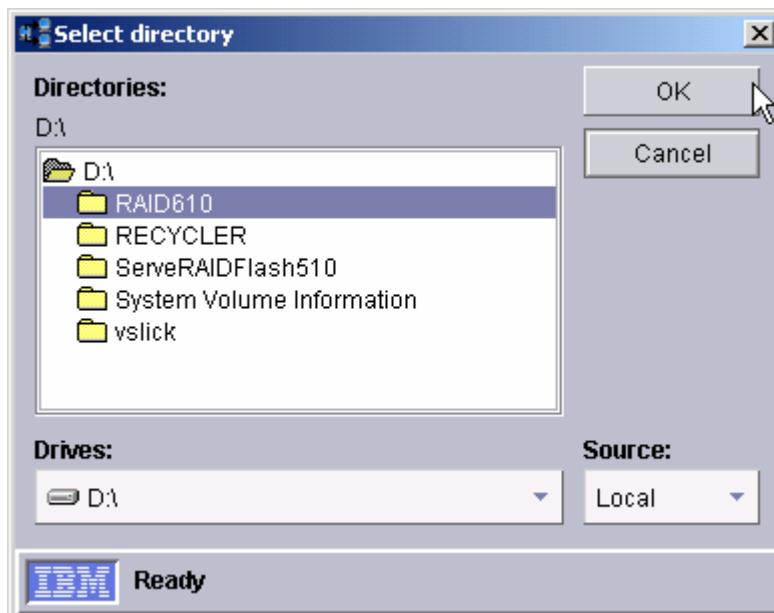 Select directory
Directories:
OK
D:\
Cancel
D:\
RAID610
RECYCLER
ServeRAIDFlash510
System Volume Information
vslick
Drives:
Source:
D:\
Local
IBM
Ready